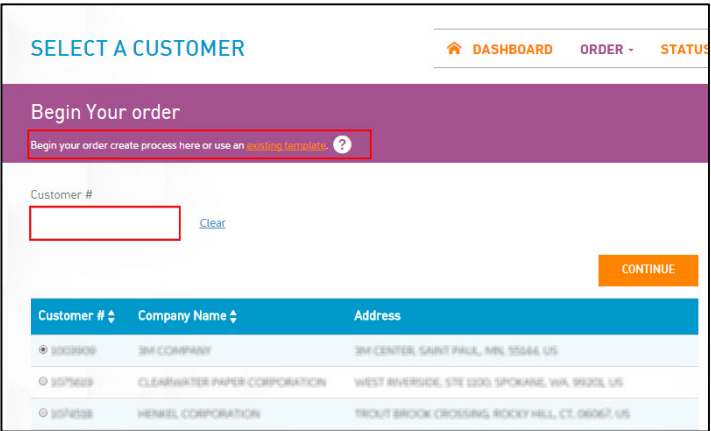 SELECT A CUSTOMER
DASHBOARD ORDER STATUS
Begin Your order
Begin your order create process here or use an existing template. ?
Customer #
Clear
CONTINUE
Customer # Company Name Address
3M COMPANY 3M CENTER, SAINT PAUL, MN, 55144, US
CLEARWATER PAPER CORPORATION WEST RIVERSIDE, STE 1100, SPOKANE, WA, 99201, US
HENKEL CORPORATION TROUT BROOK CROSSING, ROCKY HILL, CT, 06067, US